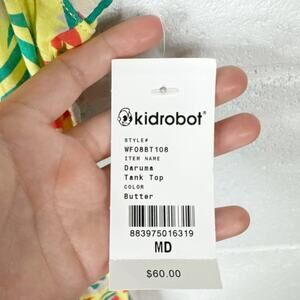 kidrobot®
STYLE#
WF08BT108
ITEM NAME
Daruma
Tank Top
COLOR
Butter
883975016319
MD
$60.00